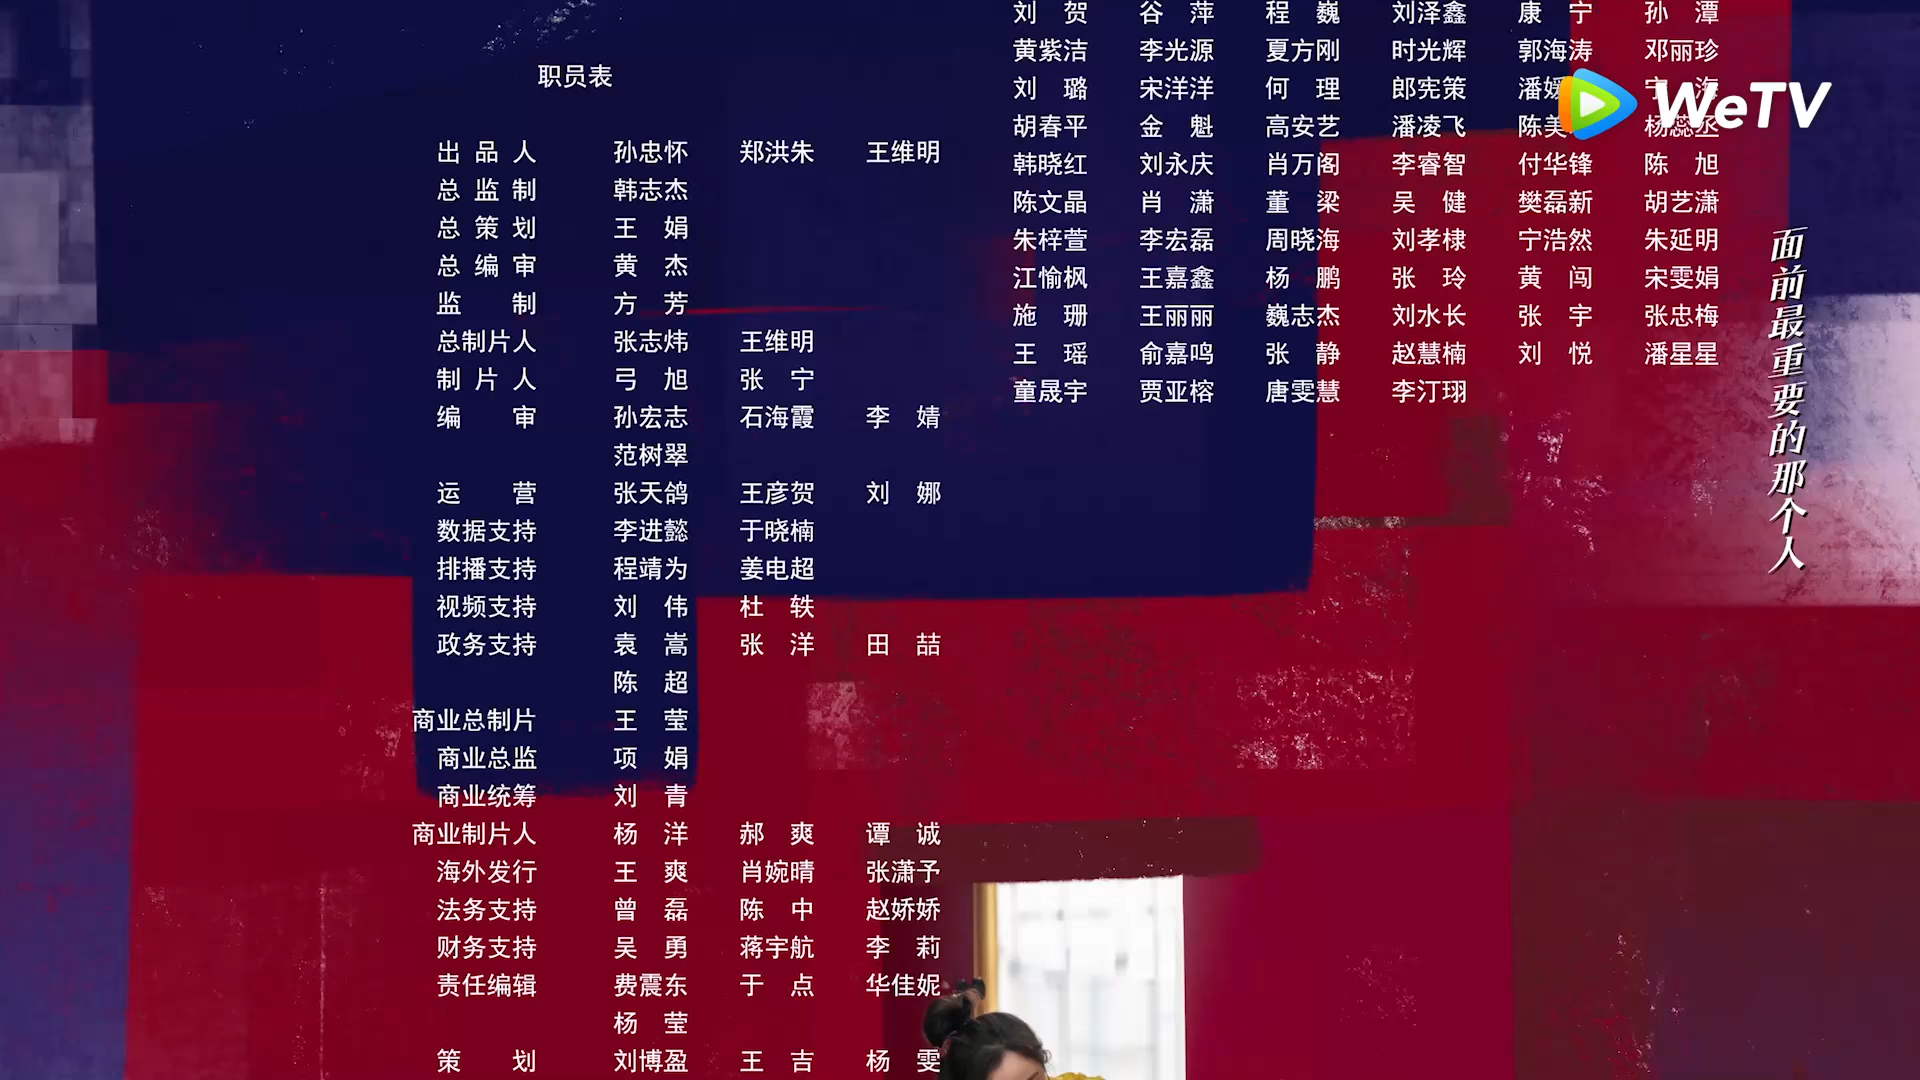 职员表
出品人 孙忠怀 郑洪朱 王维明
总监制 韩志杰
总策划 王娟
总编审 黄杰
监制 方芳
总制片人 张志炜 王维明
制片人 弓旭 张宁
编审 孙宏志 石海霞 李婧
范树翠
运营 张天鸽 王彦贺 刘娜
数据支持 李进懿 于晓楠
排播支持 程靖为 姜电超
视频支持 刘伟 杜轶
政务支持 袁嵩 张洋 田喆
陈超
商业总制片 王莹
商业总监 项娟
商业统筹 刘青
商业制片人 杨洋 郝爽 谭诚
海外发行 王爽 肖婉晴 张潇予
法务支持 曾磊 陈中 赵娇娇
财务支持 吴勇 蒋宇航 李莉
责任编辑 费震东 于点 华佳妮
杨莹
策划 刘博盈 王吉 杨雯
刘贺 谷萍 程巍 刘泽鑫 康宁 孙潭
黄紫洁 李光源 夏方刚 时光辉 郭海涛 邓丽珍
刘璐 宋洋洋 何理 郎宪策 潘媛 宁海
胡春平 金魁 高安艺 潘凌飞 陈美 杨蕊丞
韩晓红 刘永庆 肖万阁 李睿智 付华锋 陈旭
陈文晶 肖潇 董梁 吴健 樊磊新 胡艺潇
朱梓萱 李宏磊 周晓海 刘孝棣 宁浩然 朱延明
江愉枫 王嘉鑫 杨鹏 张玲 黄闯 宋雯娟
施珊 王丽丽 巍志杰 刘水长 张宇 张忠梅
王瑶 俞嘉鸣 张静 赵慧楠 刘悦 潘星星
童晟宇 贾亚榕 唐雯慧 李汀珝
WeTV
面前最重要的那个人